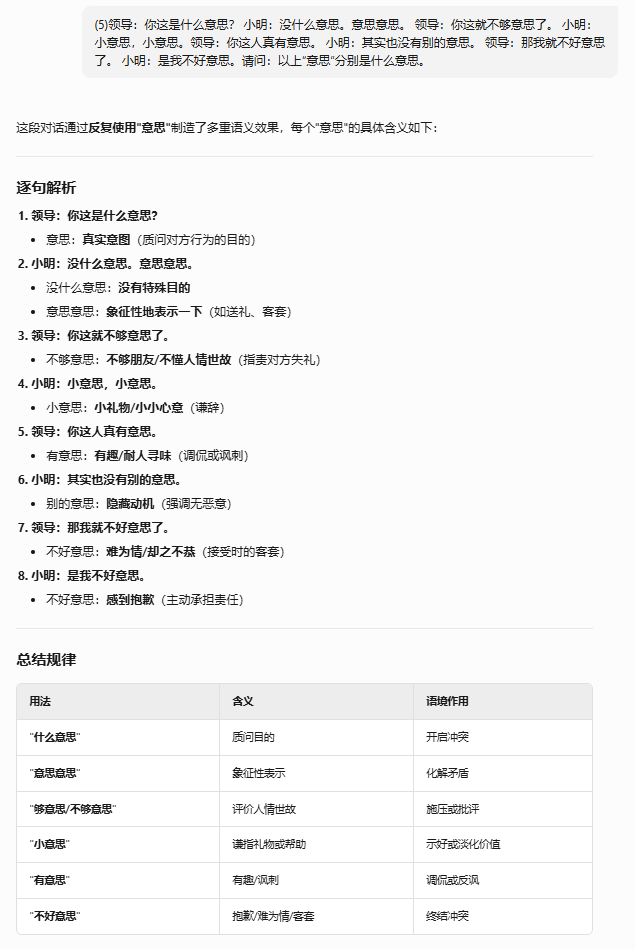 (5)领导：你这是什么意思？ 小明：没什么意思。意思意思。 领导：你这就不够意思了。 小明：
小意思，小意思。领导：你这人真有意思。 小明：其实也没有别的意思。 领导：那我就不好意思
了。 小明：是我不好意思。请问：以上“意思”分别是什么意思。
这段对话通过反复使用"意思"制造了多重语义效果，每个"意思"的具体含义如下：
逐句解析
1. 领导：你这是什么意思？
• 意思：真实意图（质问对方行为的目的）
2. 小明：没什么意思。意思意思。
• 没什么意思：没有特殊目的
• 意思意思：象征性地表示一下（如送礼、客套）
3. 领导：你这就不够意思了。
• 不够意思：不够朋友/不懂人情世故（指责对方失礼）
4. 小明：小意思，小意思。
• 小意思：小礼物/小小心意（谦辞）
5. 领导：你这人真有意思。
• 有意思：有趣/耐人寻味（调侃或讽刺）
6. 小明：其实也没有别的意思。
• 别的意思：隐藏动机（强调无恶意）
7. 领导：那我就不好意思了。
• 不好意思：难为情/却之不恭（接受时的客套）
8. 小明：是我不好意思。
• 不好意思：感到抱歉（主动承担责任）
总结规律
用法 含义 语境作用
"什么意思" 质问目的 开启冲突
"意思意思" 象征性表示 化解矛盾
"够意思/不够意思" 评价人情世故 施压或批评
"小意思" 谦指礼物或帮助 示好或淡化价值
"有意思" 有趣/讽刺 调侃或反讽
"不好意思" 抱歉/难为情/客套 终结冲突